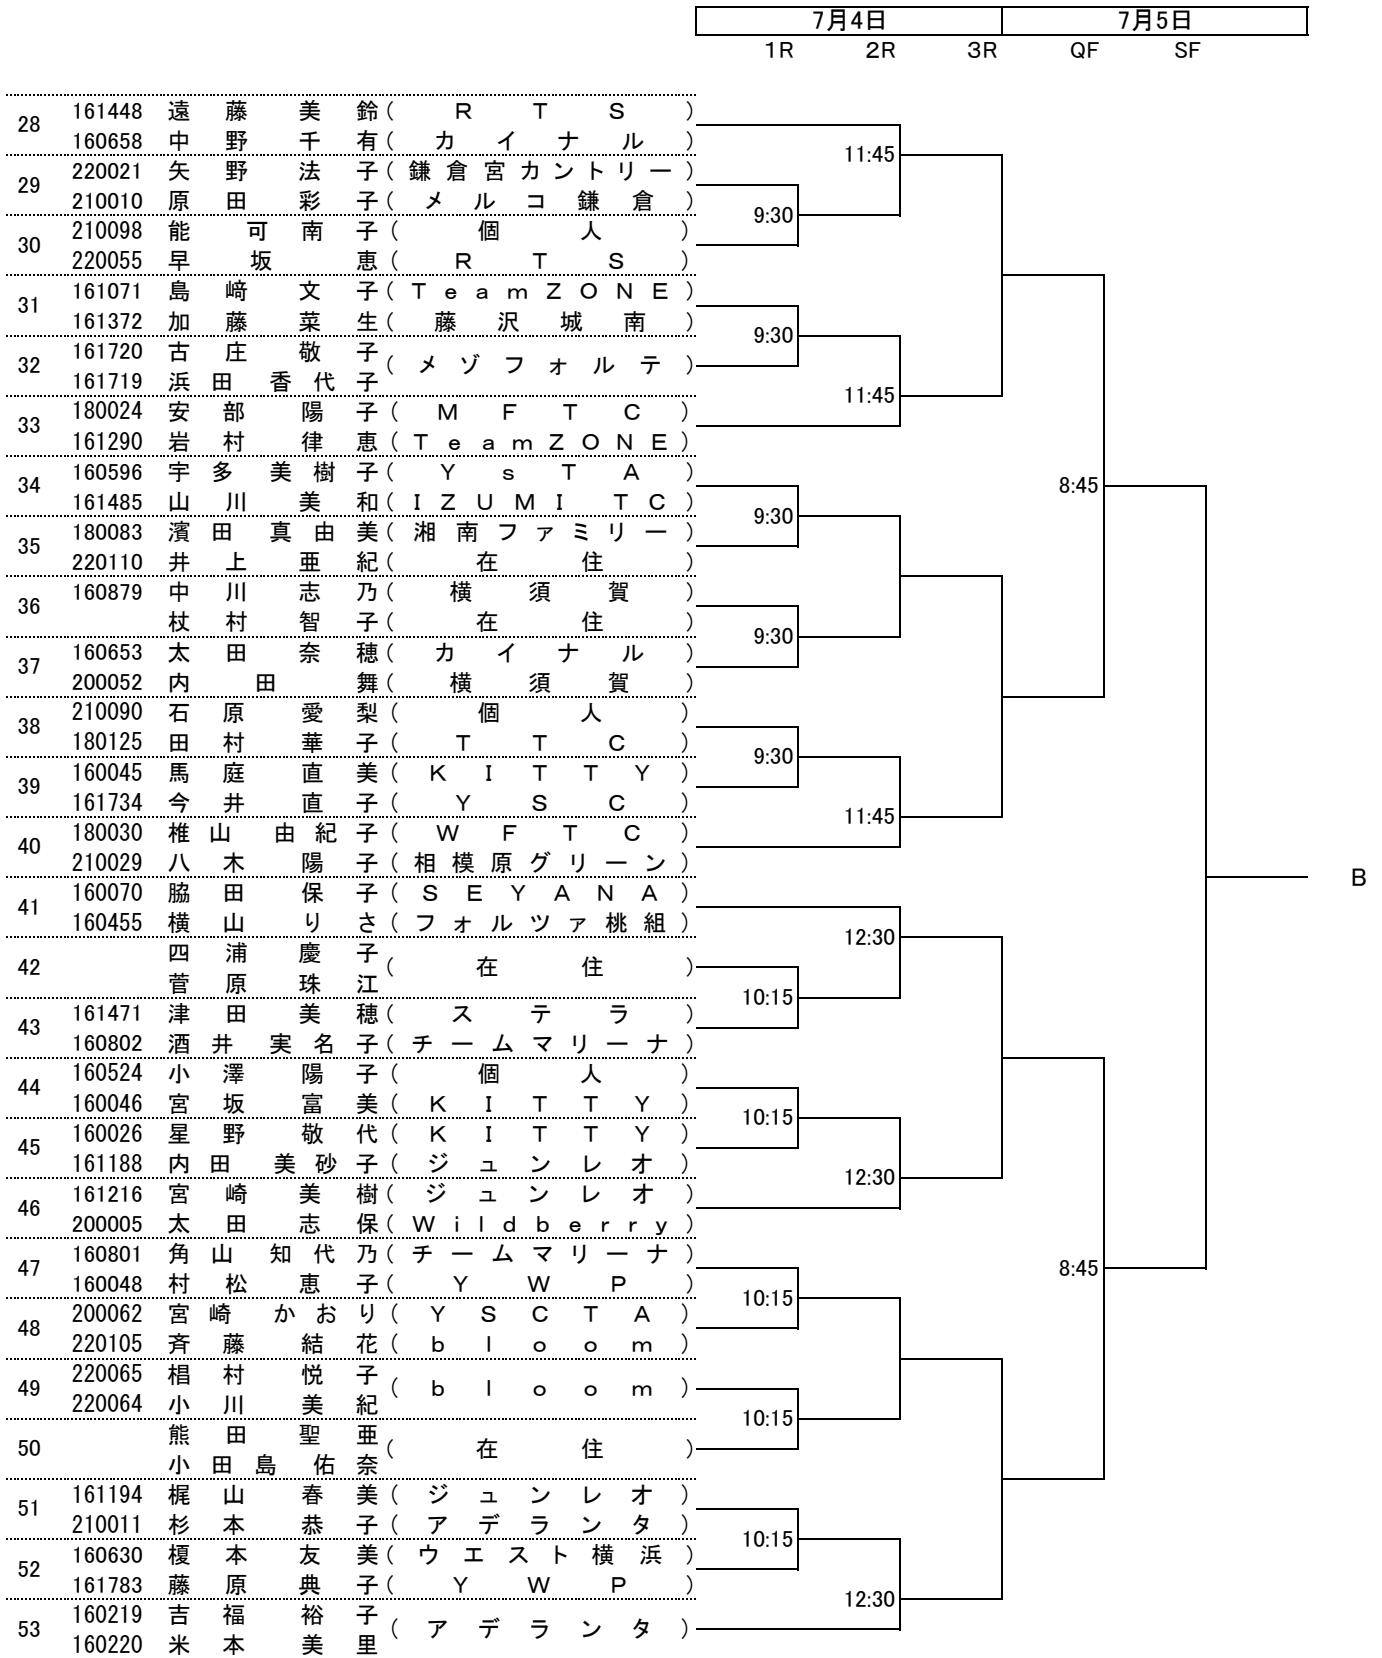 7月4日 7月5日
1R 2R 3R QF SF
28 161448 遠藤 美鈴(RTS)
160658 中野 千有(カイナル)
11:45
29 220021 矢野 法子(鎌倉宮カントリー)
210010 原田 彩子(メルコ鎌倉)
9:30
30 210098 能 可南子(個人)
220055 早坂 恵(RTS)
31 161071 島﨑 文子(TeamZONE)
161372 加藤 菜生(藤沢城南)
9:30
32 161720 古庄 敬子(メゾフォルテ)
161719 浜田 香代子
11:45
33 180024 安部 陽子(MFTC)
161290 岩村 律恵(TeamZONE)
34 160596 宇多 美樹子(YsTA)
8:45
161485 山川 美和(IZUMI TC)
9:30
35 180083 濱田 真由美(湘南ファミリー)
220110 井上 亜紀(在住)
36 160879 中川 志乃(横須賀)
杖村 智子(在住)
9:30
37 160653 太田 奈穂(カイナル)
200052 内田 舞(横須賀)
38 210090 石原 愛梨(個人)
180125 田村 華子(TTC)
9:30
39 160045 馬庭 直美(KITTY)
161734 今井 直子(YSC)
11:45
40 180030 椎山 由紀子(WFTC)
210029 八木 陽子(相模原グリーン)
B
41 160070 脇田 保子(SEYANA)
160455 横山 りさ(フォルツァ桃組)
12:30
42 四浦 慶子(在住)
菅原 珠江
10:15
43 161471 津田 美穂(ステラ)
160802 酒井 実名子(チームマリーナ)
44 160524 小澤 陽子(個人)
160046 宮坂 富美(KITTY)
10:15
45 160026 星野 敬代(KITTY)
161188 内田 美砂子(ジュンレオ)
12:30
46 161216 宮崎 美樹(ジュンレオ)
200005 太田 志保(Wildberry)
47 160801 角山 知代乃(チームマリーナ)
8:45
160048 村松 恵子(YWP)
10:15
48 200062 宮崎 かおり(YSCTA)
220105 斉藤 結花(bloom)
49 220065 椙村 悦子(bloom)
220064 小川 美紀
10:15
50 熊田 聖亜(在住)
小田島 佑奈
51 161194 梶山 春美(ジュンレオ)
210011 杉本 恭子(アデランタ)
10:15
52 160630 榎本 友美(ウエスト横浜)
161783 藤原 典子(YWP)
12:30
53 160219 吉福 裕子(アデランタ)
160220 米本 美里